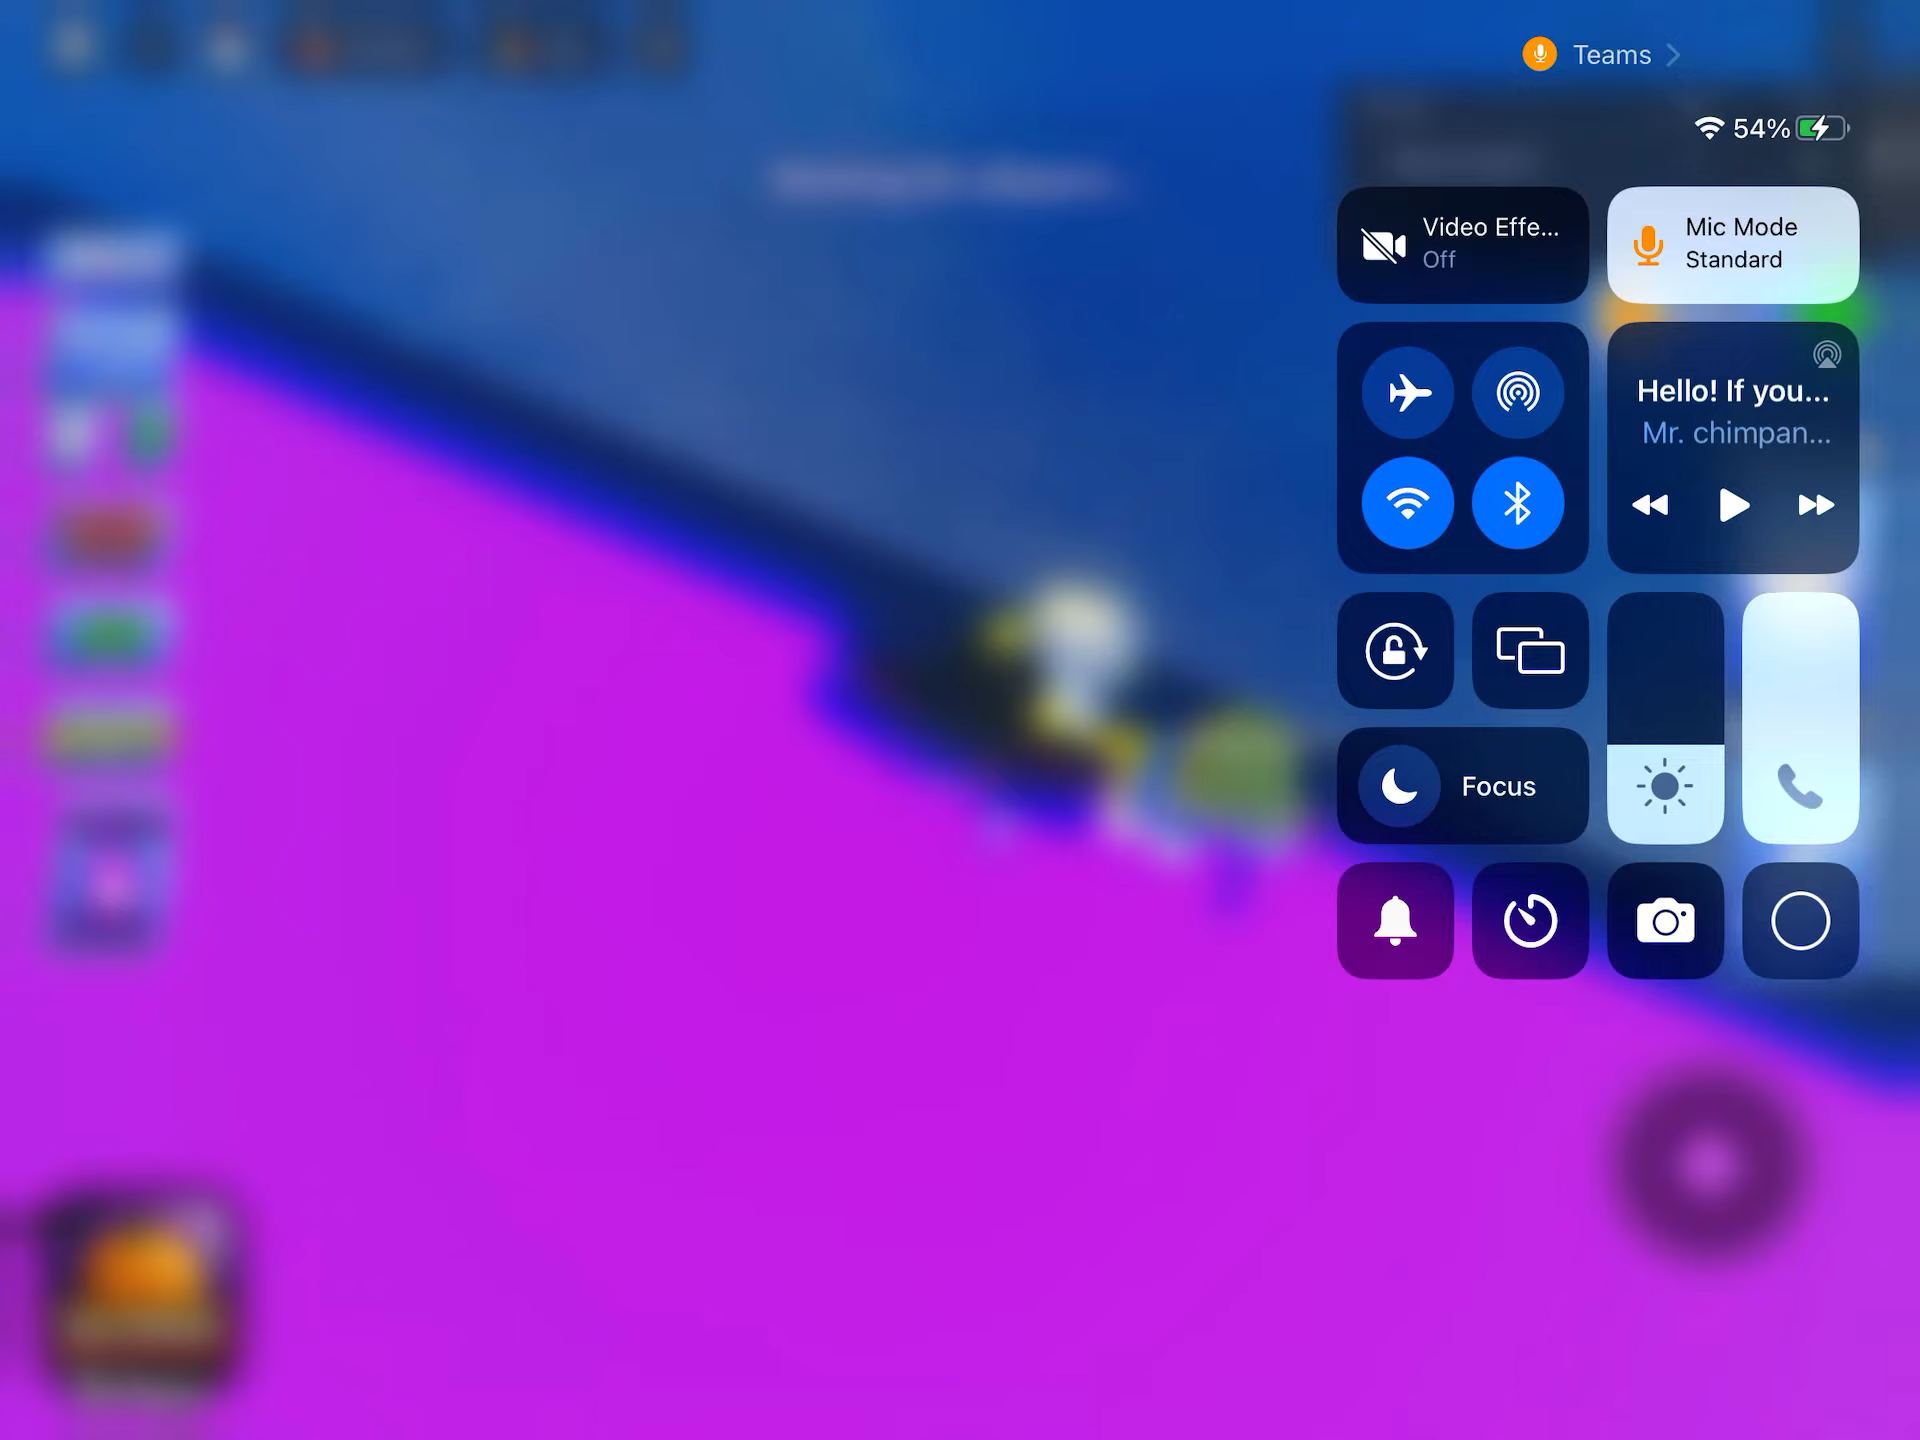 Teams
54%
Video Effe...
Off
Mic Mode
Standard
Hello! If you...
Mr. chimpan...
Focus